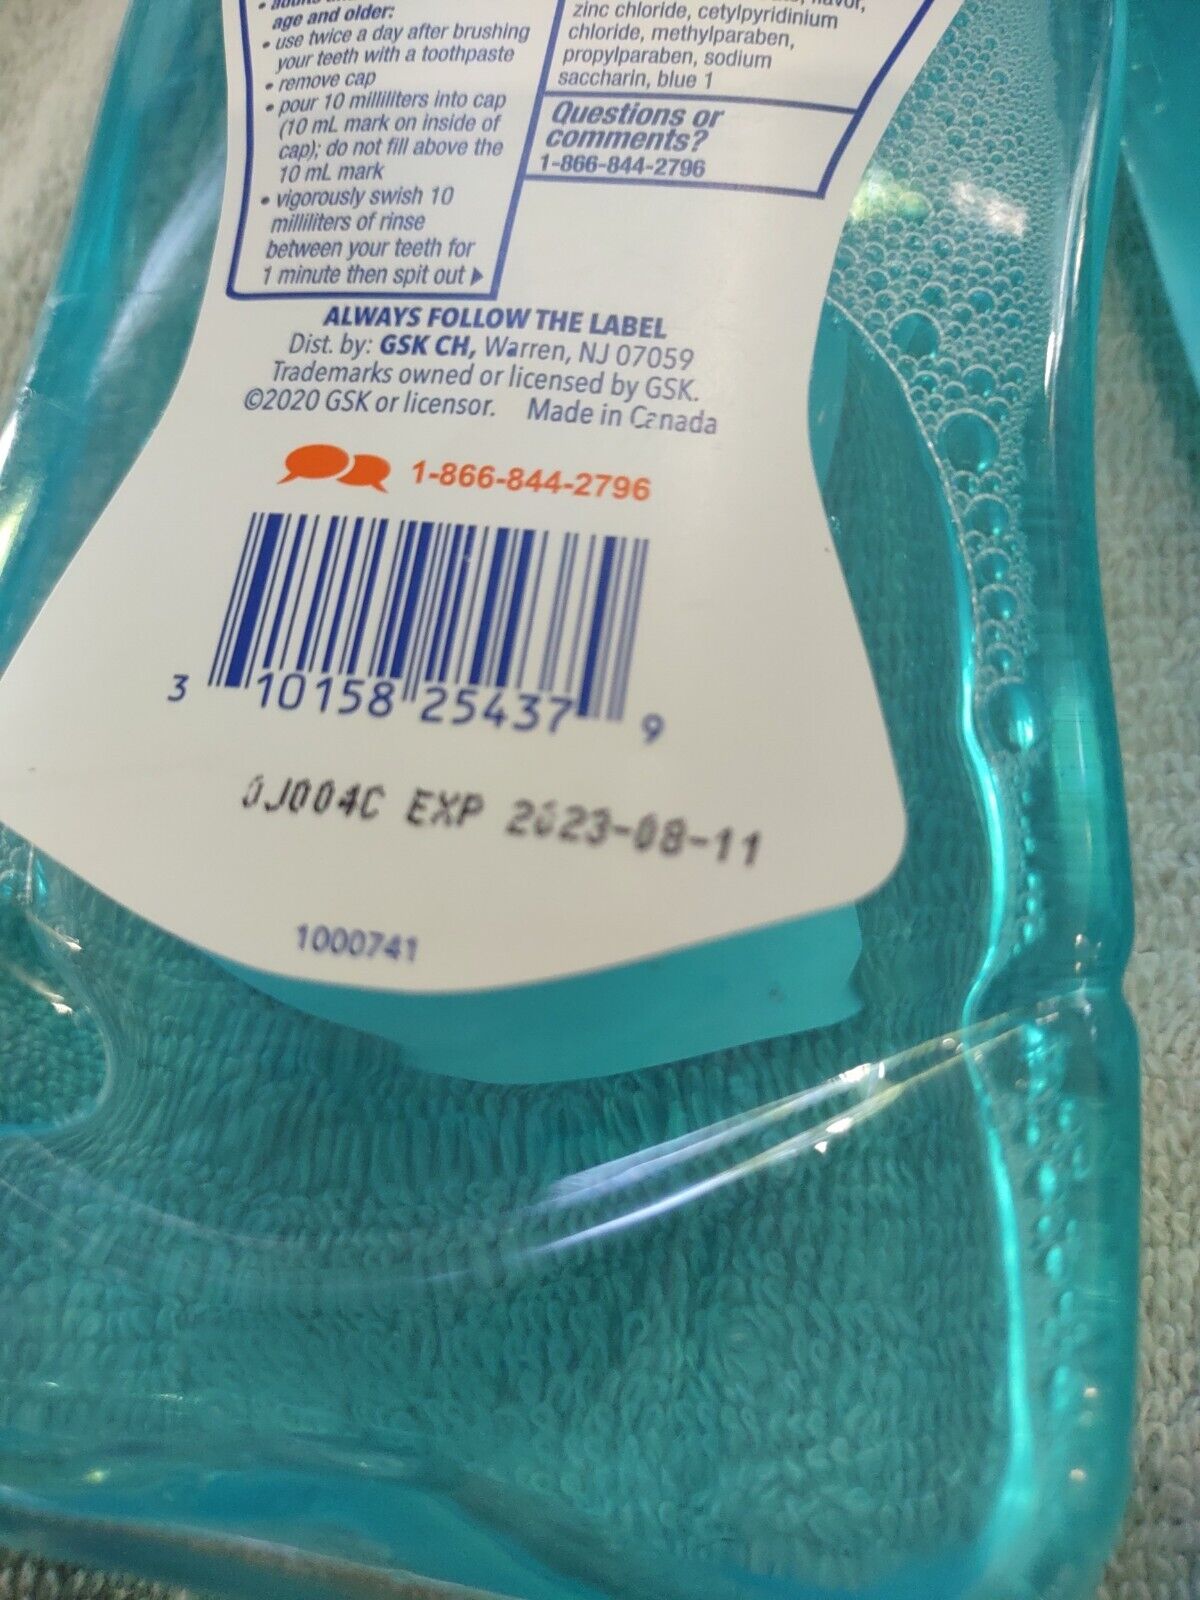 age and older:
• use twice a day after brushing
your teeth with a toothpaste
• remove cap
• pour 10 milliliters into cap
(10 mL mark on inside of
cap); do not fill above the
10 mL mark
• vigorously swish 10
milliliters of rinse
between your teeth for
1 minute then spit out ▶
flavor,
zinc chloride, cetylpyridinium
chloride, methylparaben,
propylparaben, sodium
saccharin, blue 1
Questions or
comments?
1-866-844-2796
ALWAYS FOLLOW THE LABEL
Dist. by: GSK CH, Warren, NJ 07059
Trademarks owned or licensed by GSK.
©2020 GSK or licensor. Made in Canada
1-866-844-2796
3 10158 25437 9
0J004C EXP 2023-08-11
1000741